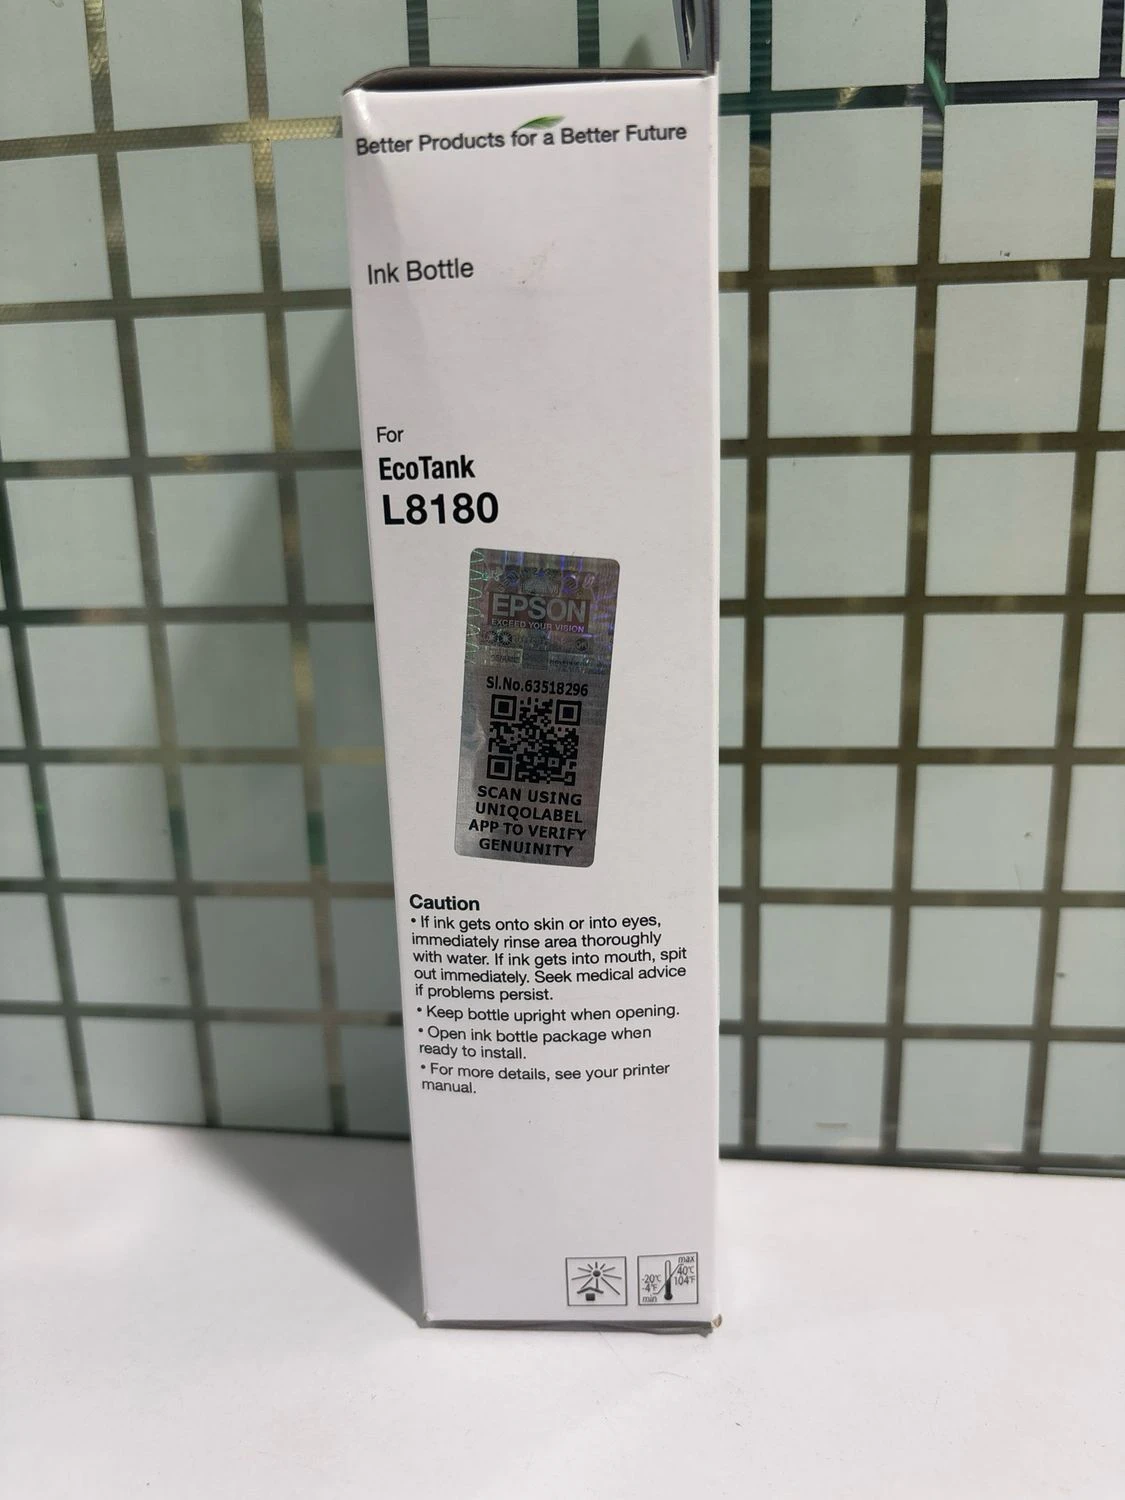 Better Products for a Better Future
Ink Bottle
For
EcoTank
L8180
EPSON
EXCEED YOUR VISION
Sl.No.63518296
SCAN USING
UNIQOLABEL
APP TO VERIFY
GENUINITY
Caution
• If ink gets onto skin or into eyes,
immediately rinse area thoroughly
with water. If ink gets into mouth, spit
out immediately. Seek medical advice
if problems persist.
• Keep bottle upright when opening.
• Open ink bottle package when
ready to install.
• For more details, see your printer
manual.
max
40°C
104°F
-20°C
-4°F
min